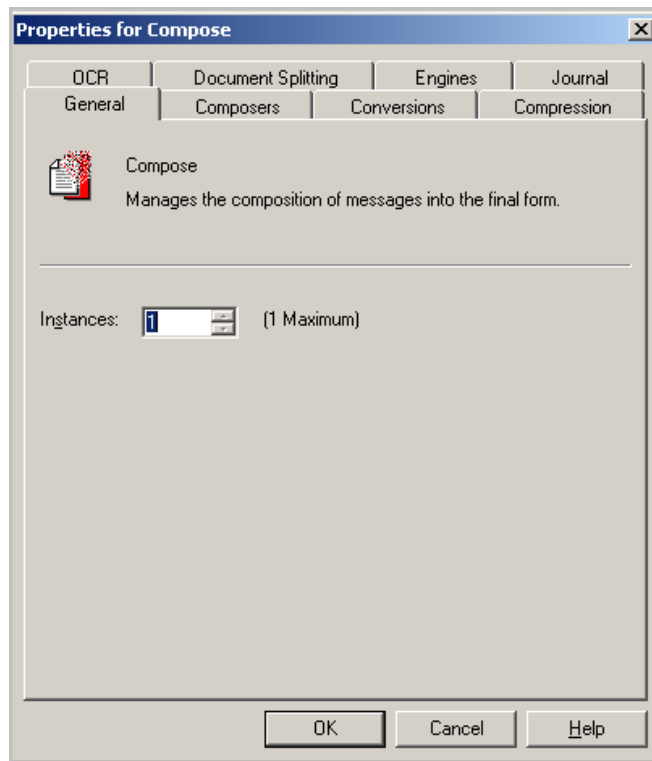 Properties for Compose
OCR Document Splitting Engines Journal
General Composers Conversions Compression
Compose
Manages the composition of messages into the final form.
Instances: 1 (1 Maximum)
OK Cancel Help